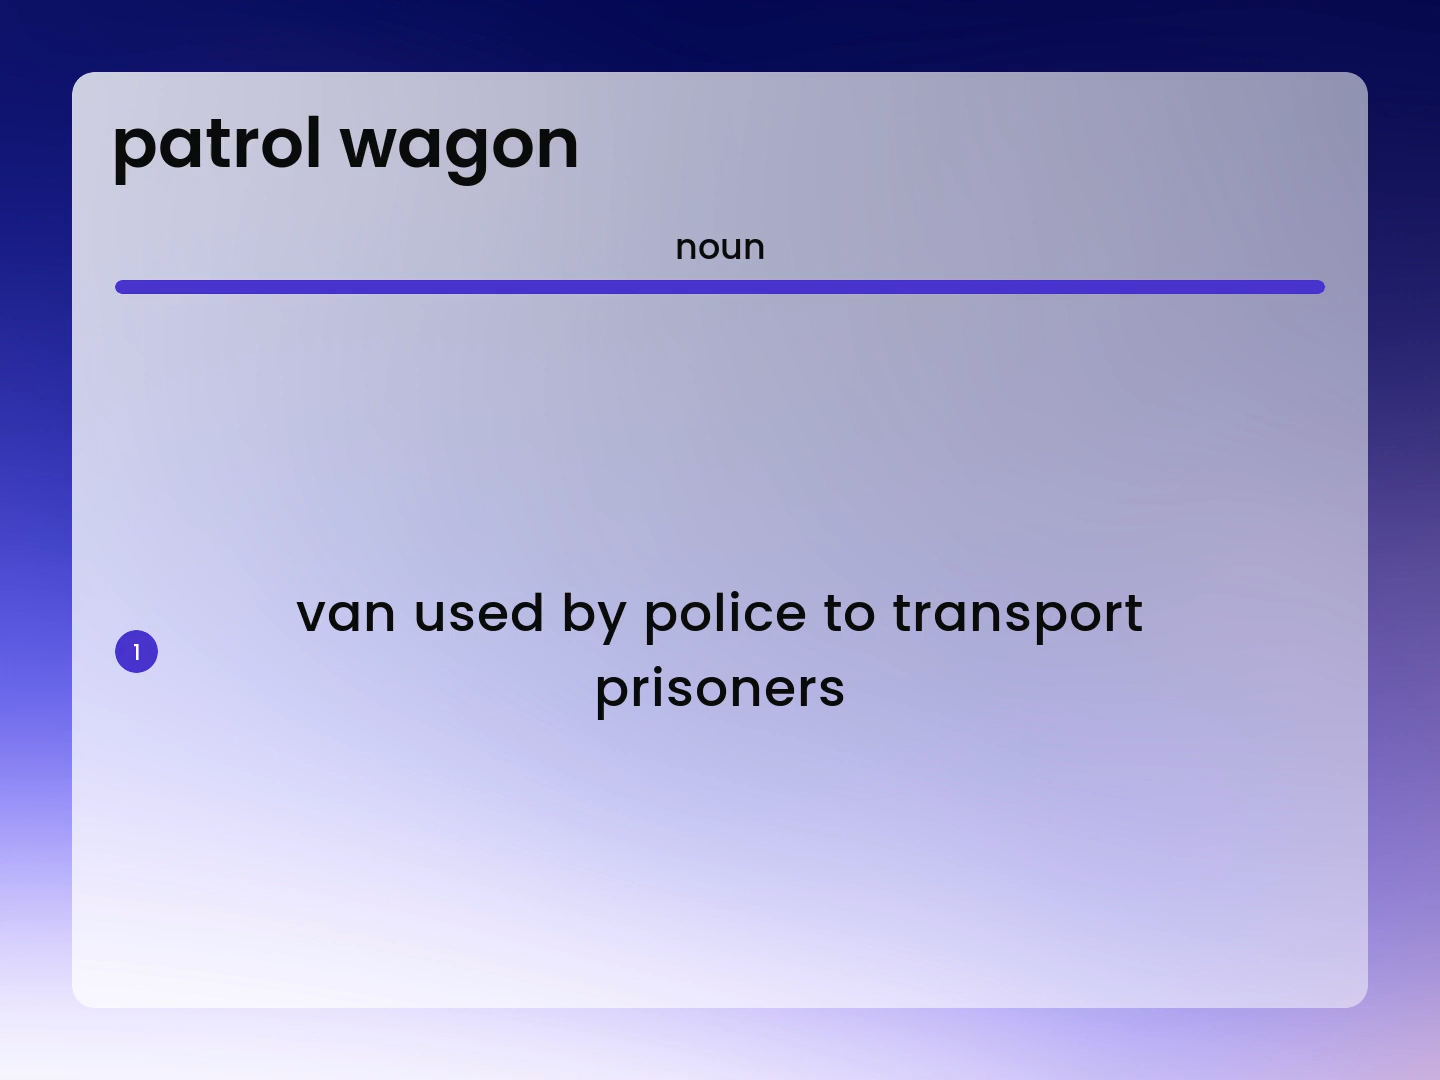 patrol wagon
noun
1
van used by police to transport
prisoners